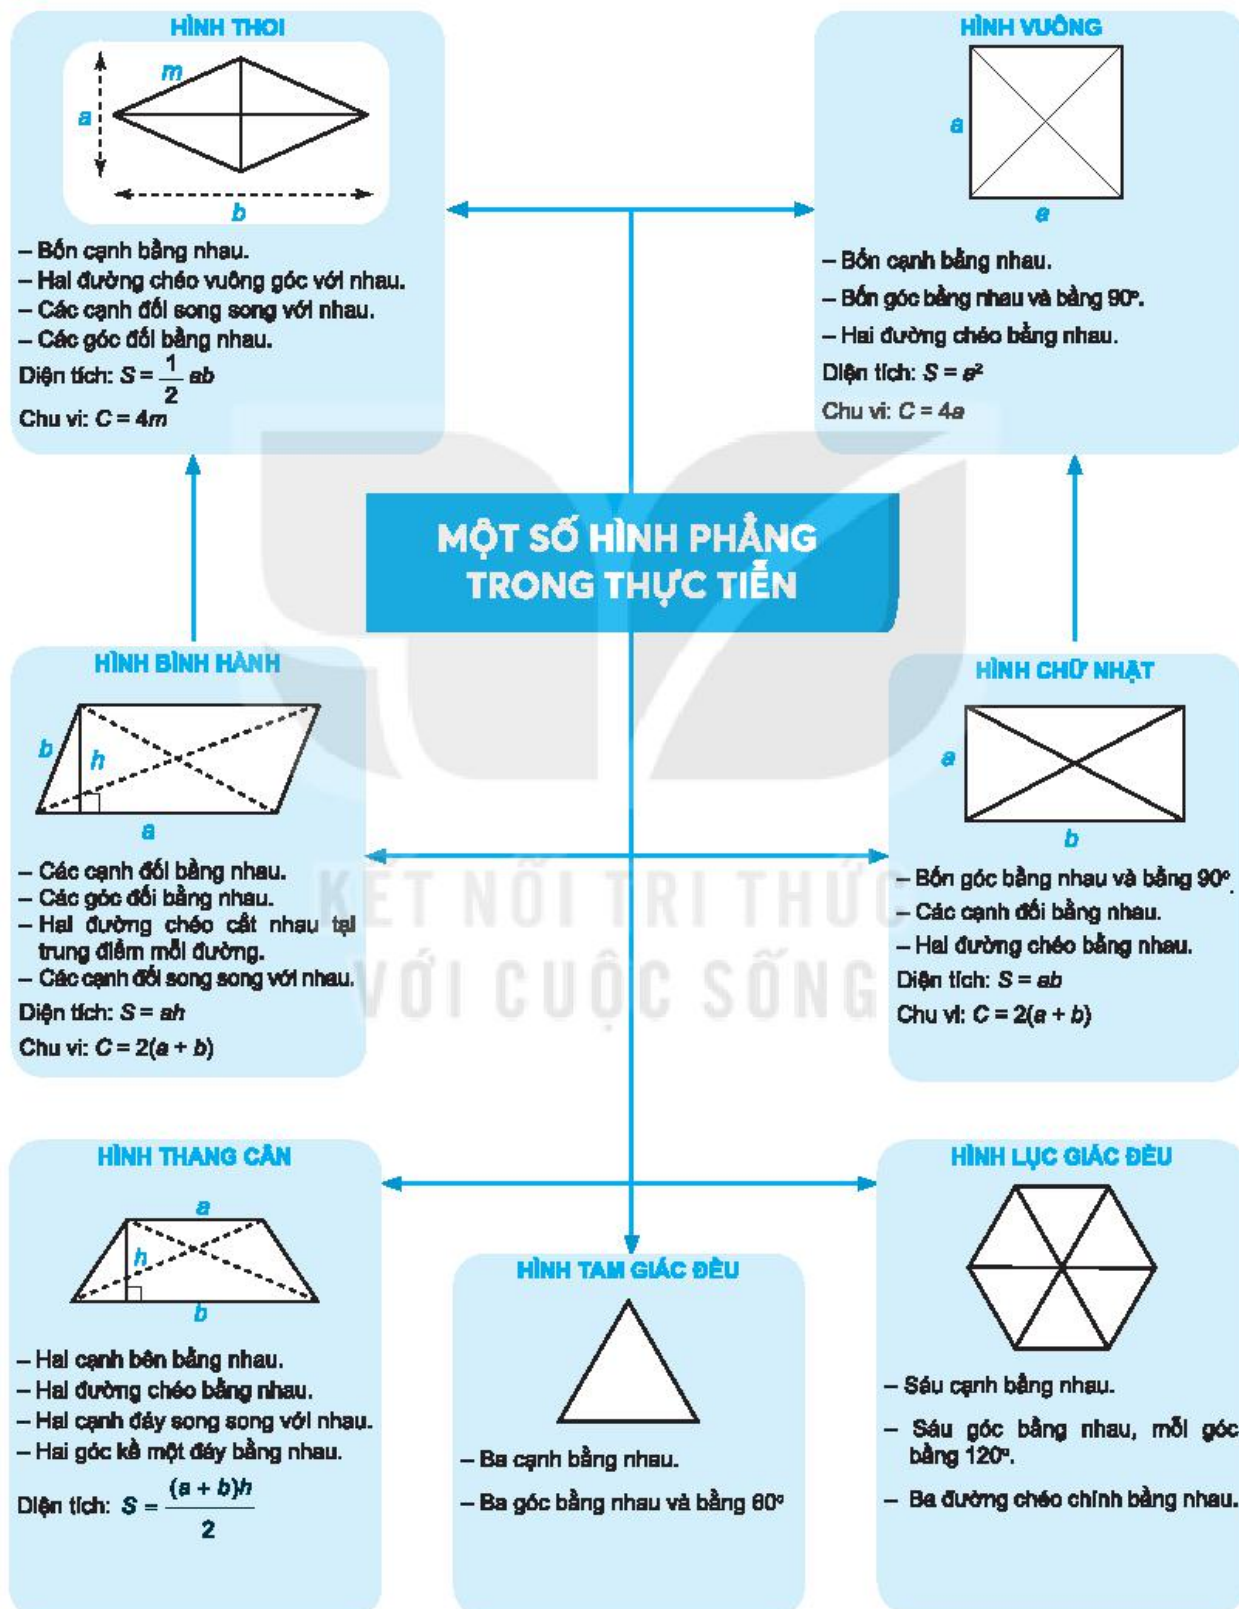 HÌNH THOI
m
a
b
– Bốn cạnh bằng nhau.
– Hai đường chéo vuông góc với nhau.
– Các cạnh đối song song với nhau.
– Các góc đối bằng nhau.
Diện tích: S = 1/2 ab
Chu vi: C = 4m
HÌNH VUÔNG
a
a
– Bốn cạnh bằng nhau.
– Bốn góc bằng nhau và bằng 90°.
– Hai đường chéo bằng nhau.
Diện tích: S = a²
Chu vi: C = 4a
MỘT SỐ HÌNH PHẲNG
TRONG THỰC TIỄN
HÌNH BÌNH HÀNH
b
h
a
– Các cạnh đối bằng nhau.
– Các góc đối bằng nhau.
– Hai đường chéo cắt nhau tại
trung điểm mỗi đường.
– Các cạnh đối song song với nhau.
Diện tích: S = ah
Chu vi: C = 2(a + b)
HÌNH CHỮ NHẬT
a
b
– Bốn góc bằng nhau và bằng 90°.
– Các cạnh đối bằng nhau.
– Hai đường chéo bằng nhau.
Diện tích: S = ab
Chu vi: C = 2(a + b)
KẾT NỐI TRI THỨC
VỚI CUỘC SỐNG
HÌNH THANG CÂN
a
h
b
– Hai cạnh bên bằng nhau.
– Hai đường chéo bằng nhau.
– Hai cạnh đáy song song với nhau.
– Hai góc kề một đáy bằng nhau.
Diện tích: S = (a + b)h/2
HÌNH TAM GIÁC ĐỀU
– Ba cạnh bằng nhau.
– Ba góc bằng nhau và bằng 60°
HÌNH LỤC GIÁC ĐỀU
– Sáu cạnh bằng nhau.
– Sáu góc bằng nhau, mỗi góc
bằng 120°.
– Ba đường chéo chính bằng nhau.